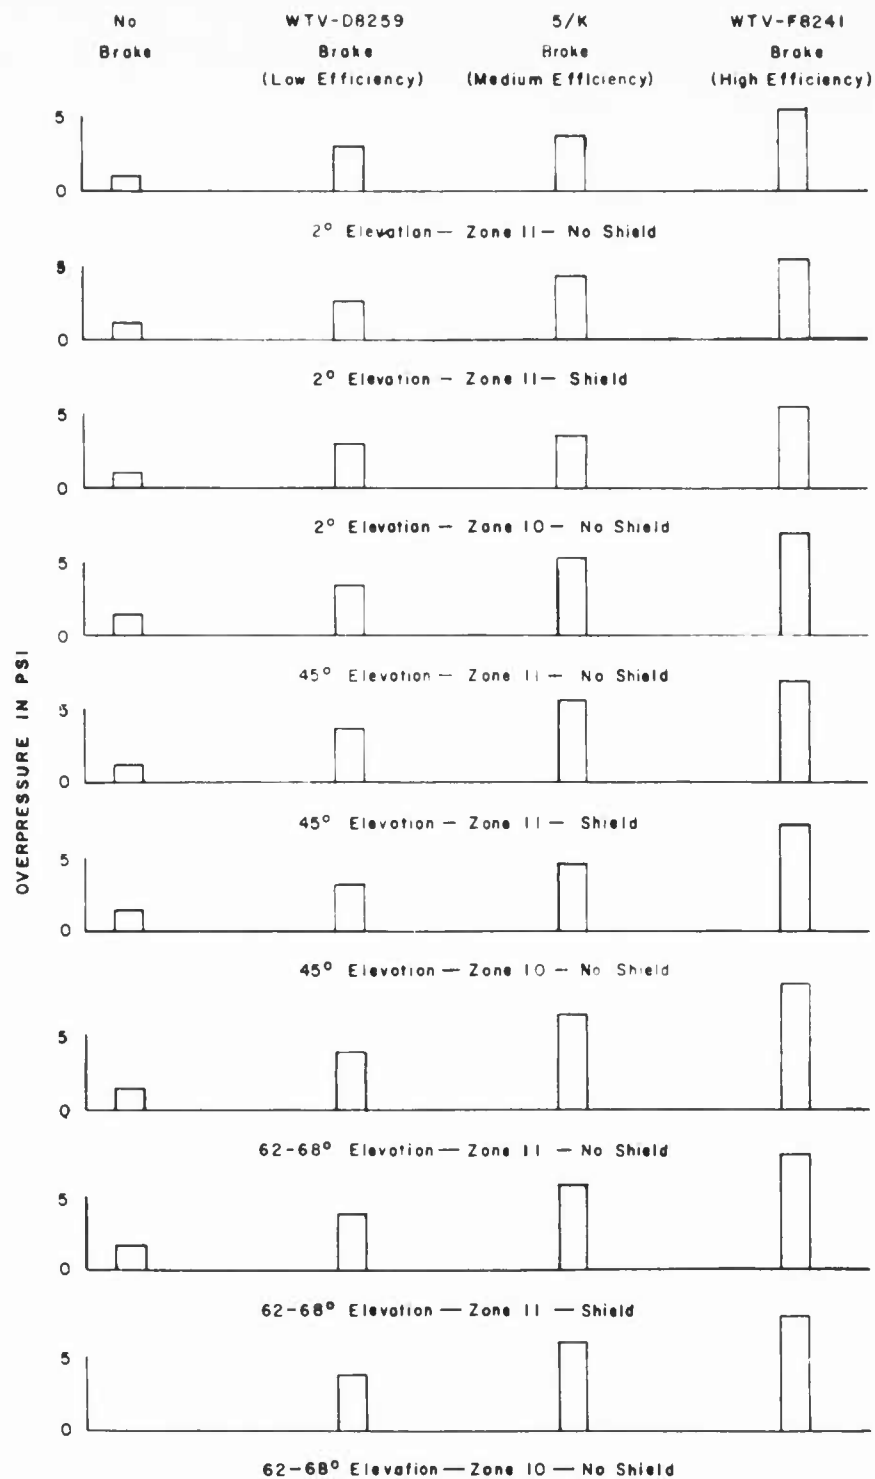 No WTV-D8259 5/K WTV-F8241
Brake Brake Brake Brake
(Low Efficiency) (Medium Efficiency) (High Efficiency)
5
0
2° Elevation — Zone 11 — No Shield
5
0
2° Elevation — Zone 11 — Shield
5
0
2° Elevation — Zone 10 — No Shield
5
0
45° Elevation — Zone 11 — No Shield
5
0
45° Elevation — Zone 11 — Shield
5
0
45° Elevation — Zone 10 — No Shield
5
0
62-68° Elevation — Zone 11 — No Shield
5
0
62-68° Elevation — Zone 11 — Shield
5
0
62-68° Elevation — Zone 10 — No Shield
OVERPRESSURE IN PSI